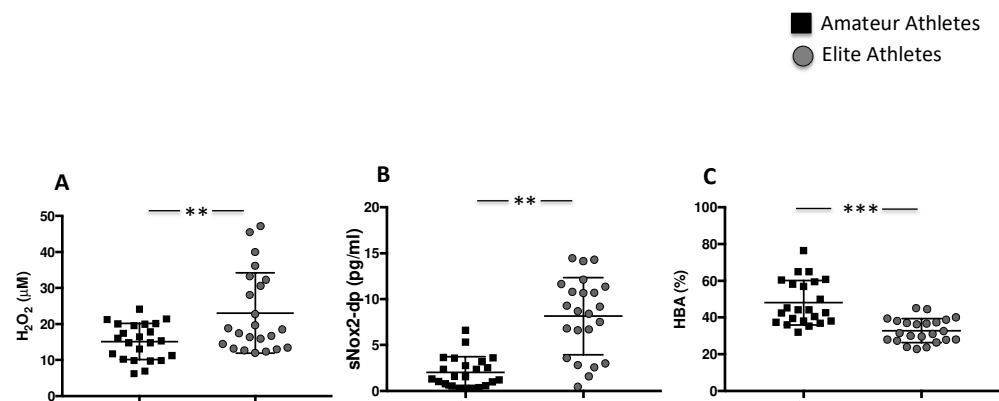 Amateur Athletes
Elite Athletes
A
**
H₂O₂ (μM)
50
40
30
20
10
0
B
**
sNox2-dp (pg/ml)
20
15
10
5
0
C
***
HBA (%)
100
80
60
40
20
0